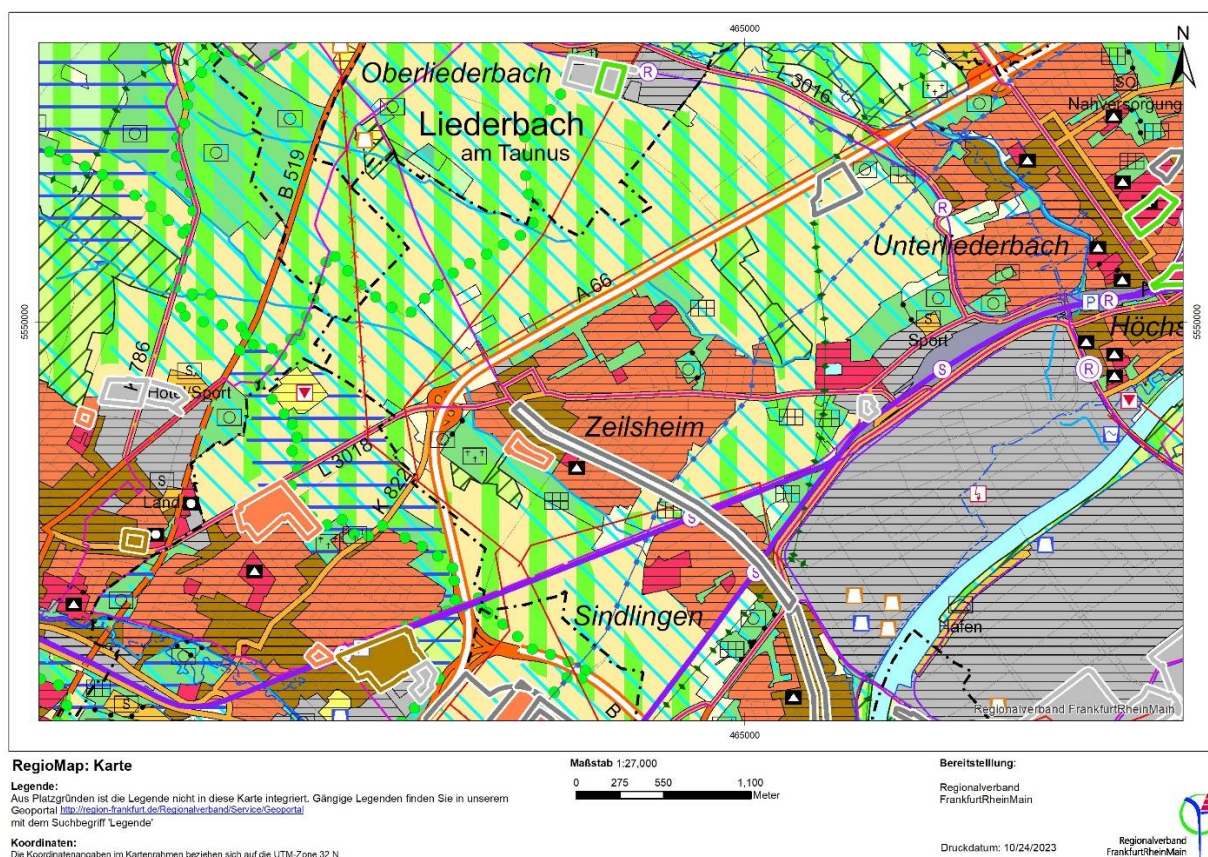 465000
N
Oberliederbach
R
L 3016
SO
Nahversorgung
Liederbach
am Taunus
B 519
R
Unterliederbach
A 66
5550000
5550000
P
R
Höchs
Sport
S
S
786
Hotel/Sport
R
Zeilsheim
L 3018
K 822
S
Land
S
S
Sindlingen
Hafen
S
B
Regionalverband FrankfurtRheinMain
465000
RegioMap: Karte
Legende:
Aus Platzgründen ist die Legende nicht in diese Karte integriert. Gängige Legenden finden Sie in unserem
Geoportal http://region-frankfurt.de/Regionalverband/Service/Geoportal
mit dem Suchbegriff 'Legende'
Koordinaten:
Die Koordinatenangaben im Kartenrahmen beziehen sich auf die UTM-Zone 32 N
Maßstab 1:27,000
0 275 550 1,100
Meter
Bereitstelllung:
Regionalverband
FrankfurtRheinMain
Druckdatum: 10/24/2023
Regionalverband
FrankfurtRheinMain